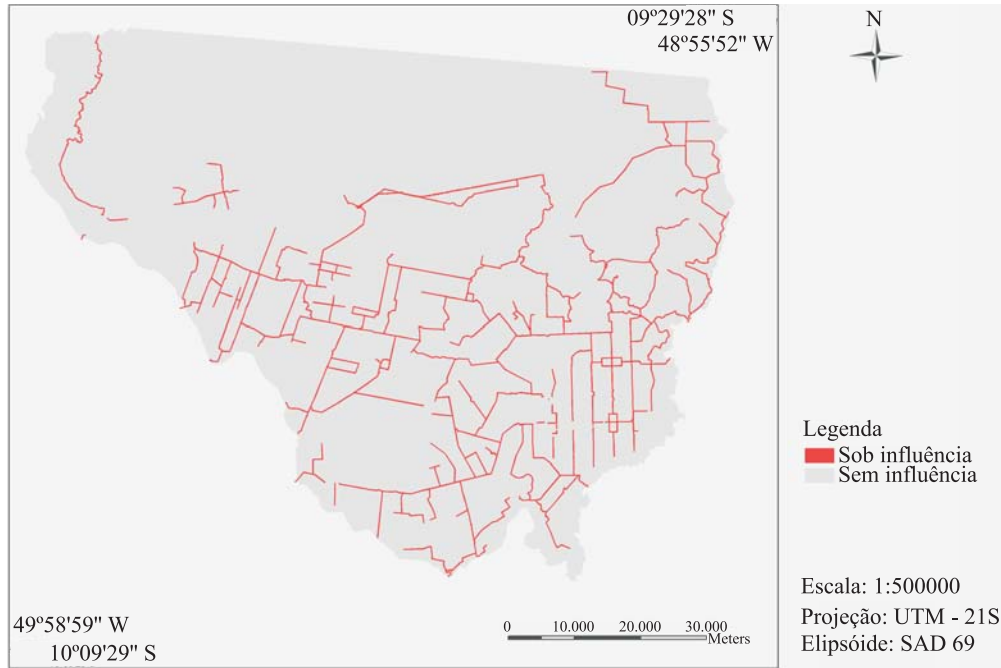 09º29'28" S
48º55'52" W
N
Legenda
Sob influência
Sem influência
49º58'59" W
10º09'29" S
0 10.000 20.000 30.000
Meters
Escala: 1:500000
Projeção: UTM - 21S
Elipsóide: SAD 69